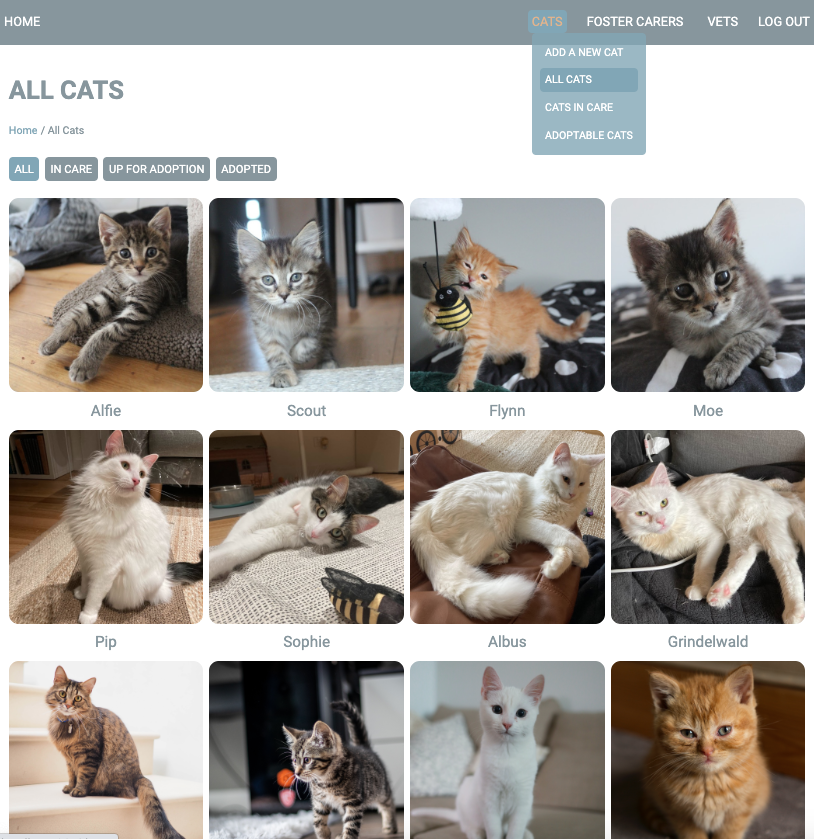 HOME CATS FOSTER CARERS VETS LOG OUT
ADD A NEW CAT
ALL CATS
CATS IN CARE
ADOPTABLE CATS
ALL CATS
Home / All Cats
ALL IN CARE UP FOR ADOPTION ADOPTED
Alfie Scout Flynn Moe
Pip Sophie Albus Grindelwald